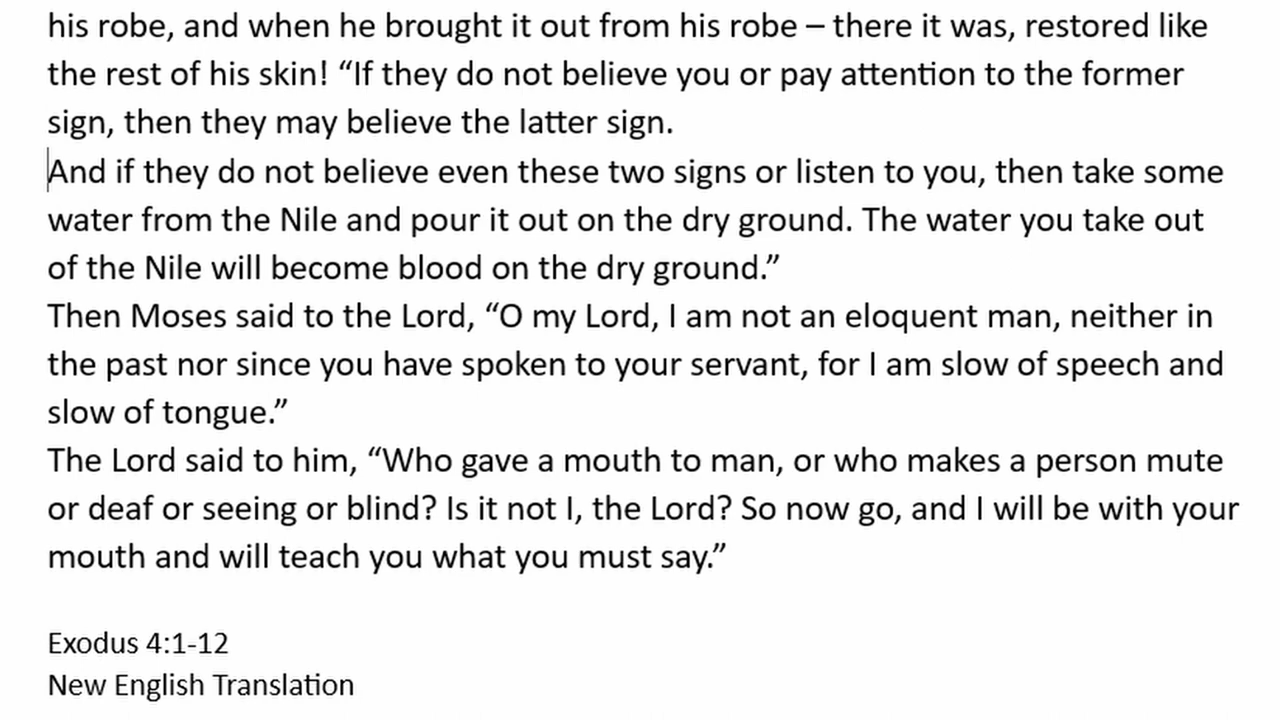 his robe, and when he brought it out from his robe – there it was, restored like
the rest of his skin! “If they do not believe you or pay attention to the former
sign, then they may believe the latter sign.
And if they do not believe even these two signs or listen to you, then take some
water from the Nile and pour it out on the dry ground. The water you take out
of the Nile will become blood on the dry ground.”
Then Moses said to the Lord, “O my Lord, I am not an eloquent man, neither in
the past nor since you have spoken to your servant, for I am slow of speech and
slow of tongue.”
The Lord said to him, “Who gave a mouth to man, or who makes a person mute
or deaf or seeing or blind? Is it not I, the Lord? So now go, and I will be with your
mouth and will teach you what you must say.”
Exodus 4:1-12
New English Translation